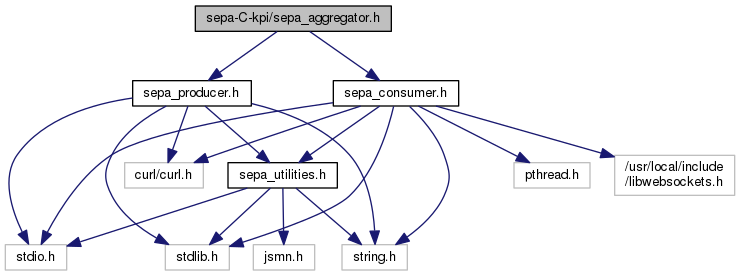 sepa-C-kpi/sepa_aggregator.h
sepa_producer.h
sepa_consumer.h
curl/curl.h
sepa_utilities.h
pthread.h
/usr/local/include
/libwebsockets.h
stdio.h
stdlib.h
jsmn.h
string.h